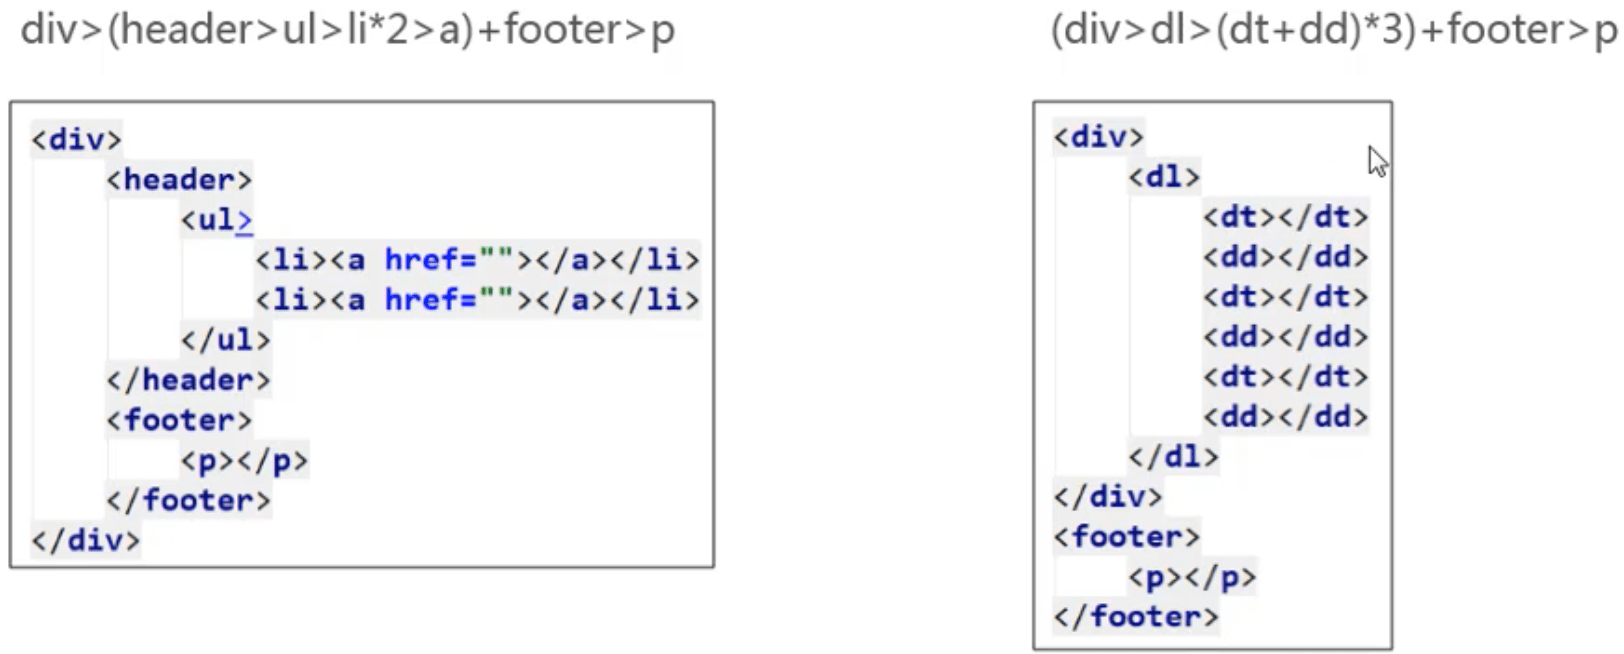 div>(header>ul>li*2>a)+footer>p
<div>
<header>
<ul>
<li><a href=""></a></li>
<li><a href=""></a></li>
</ul>
</header>
<footer>
<p></p>
</footer>
</div>
(div>dl>(dt+dd)*3)+footer>p
<div>
<dl>
<dt></dt>
<dd></dd>
<dt></dt>
<dd></dd>
<dt></dt>
<dd></dd>
</dl>
</div>
<footer>
<p></p>
</footer>